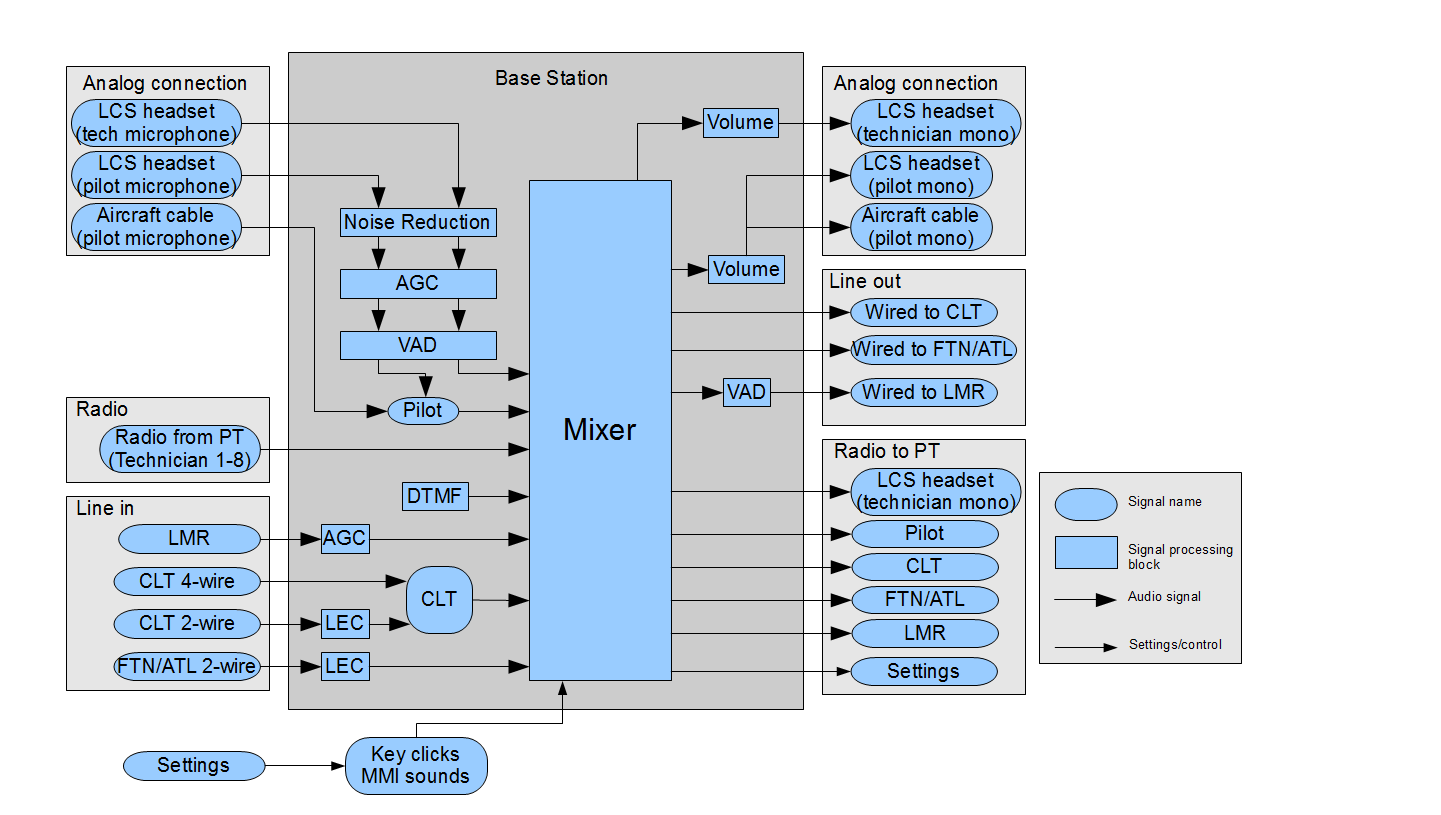 Base Station
Analog connection
LCS headset
(tech microphone)
LCS headset
(pilot microphone)
Aircraft cable
(pilot microphone)
Noise Reduction
AGC
VAD
Pilot
Radio
Radio from PT
(Technician 1-8)
DTMF
Line in
LMR
AGC
CLT 4-wire
CLT 2-wire
LEC
CLT
FTN/ATL 2-wire
LEC
Settings
Key clicks
MMI sounds
Mixer
Volume
Volume
VAD
Analog connection
LCS headset
(technician mono)
LCS headset
(pilot mono)
Aircraft cable
(pilot mono)
Line out
Wired to CLT
Wired to FTN/ATL
Wired to LMR
Radio to PT
LCS headset
(technician mono)
Pilot
CLT
FTN/ATL
LMR
Settings
Signal name
Signal processing
block
Audio signal
Settings/control